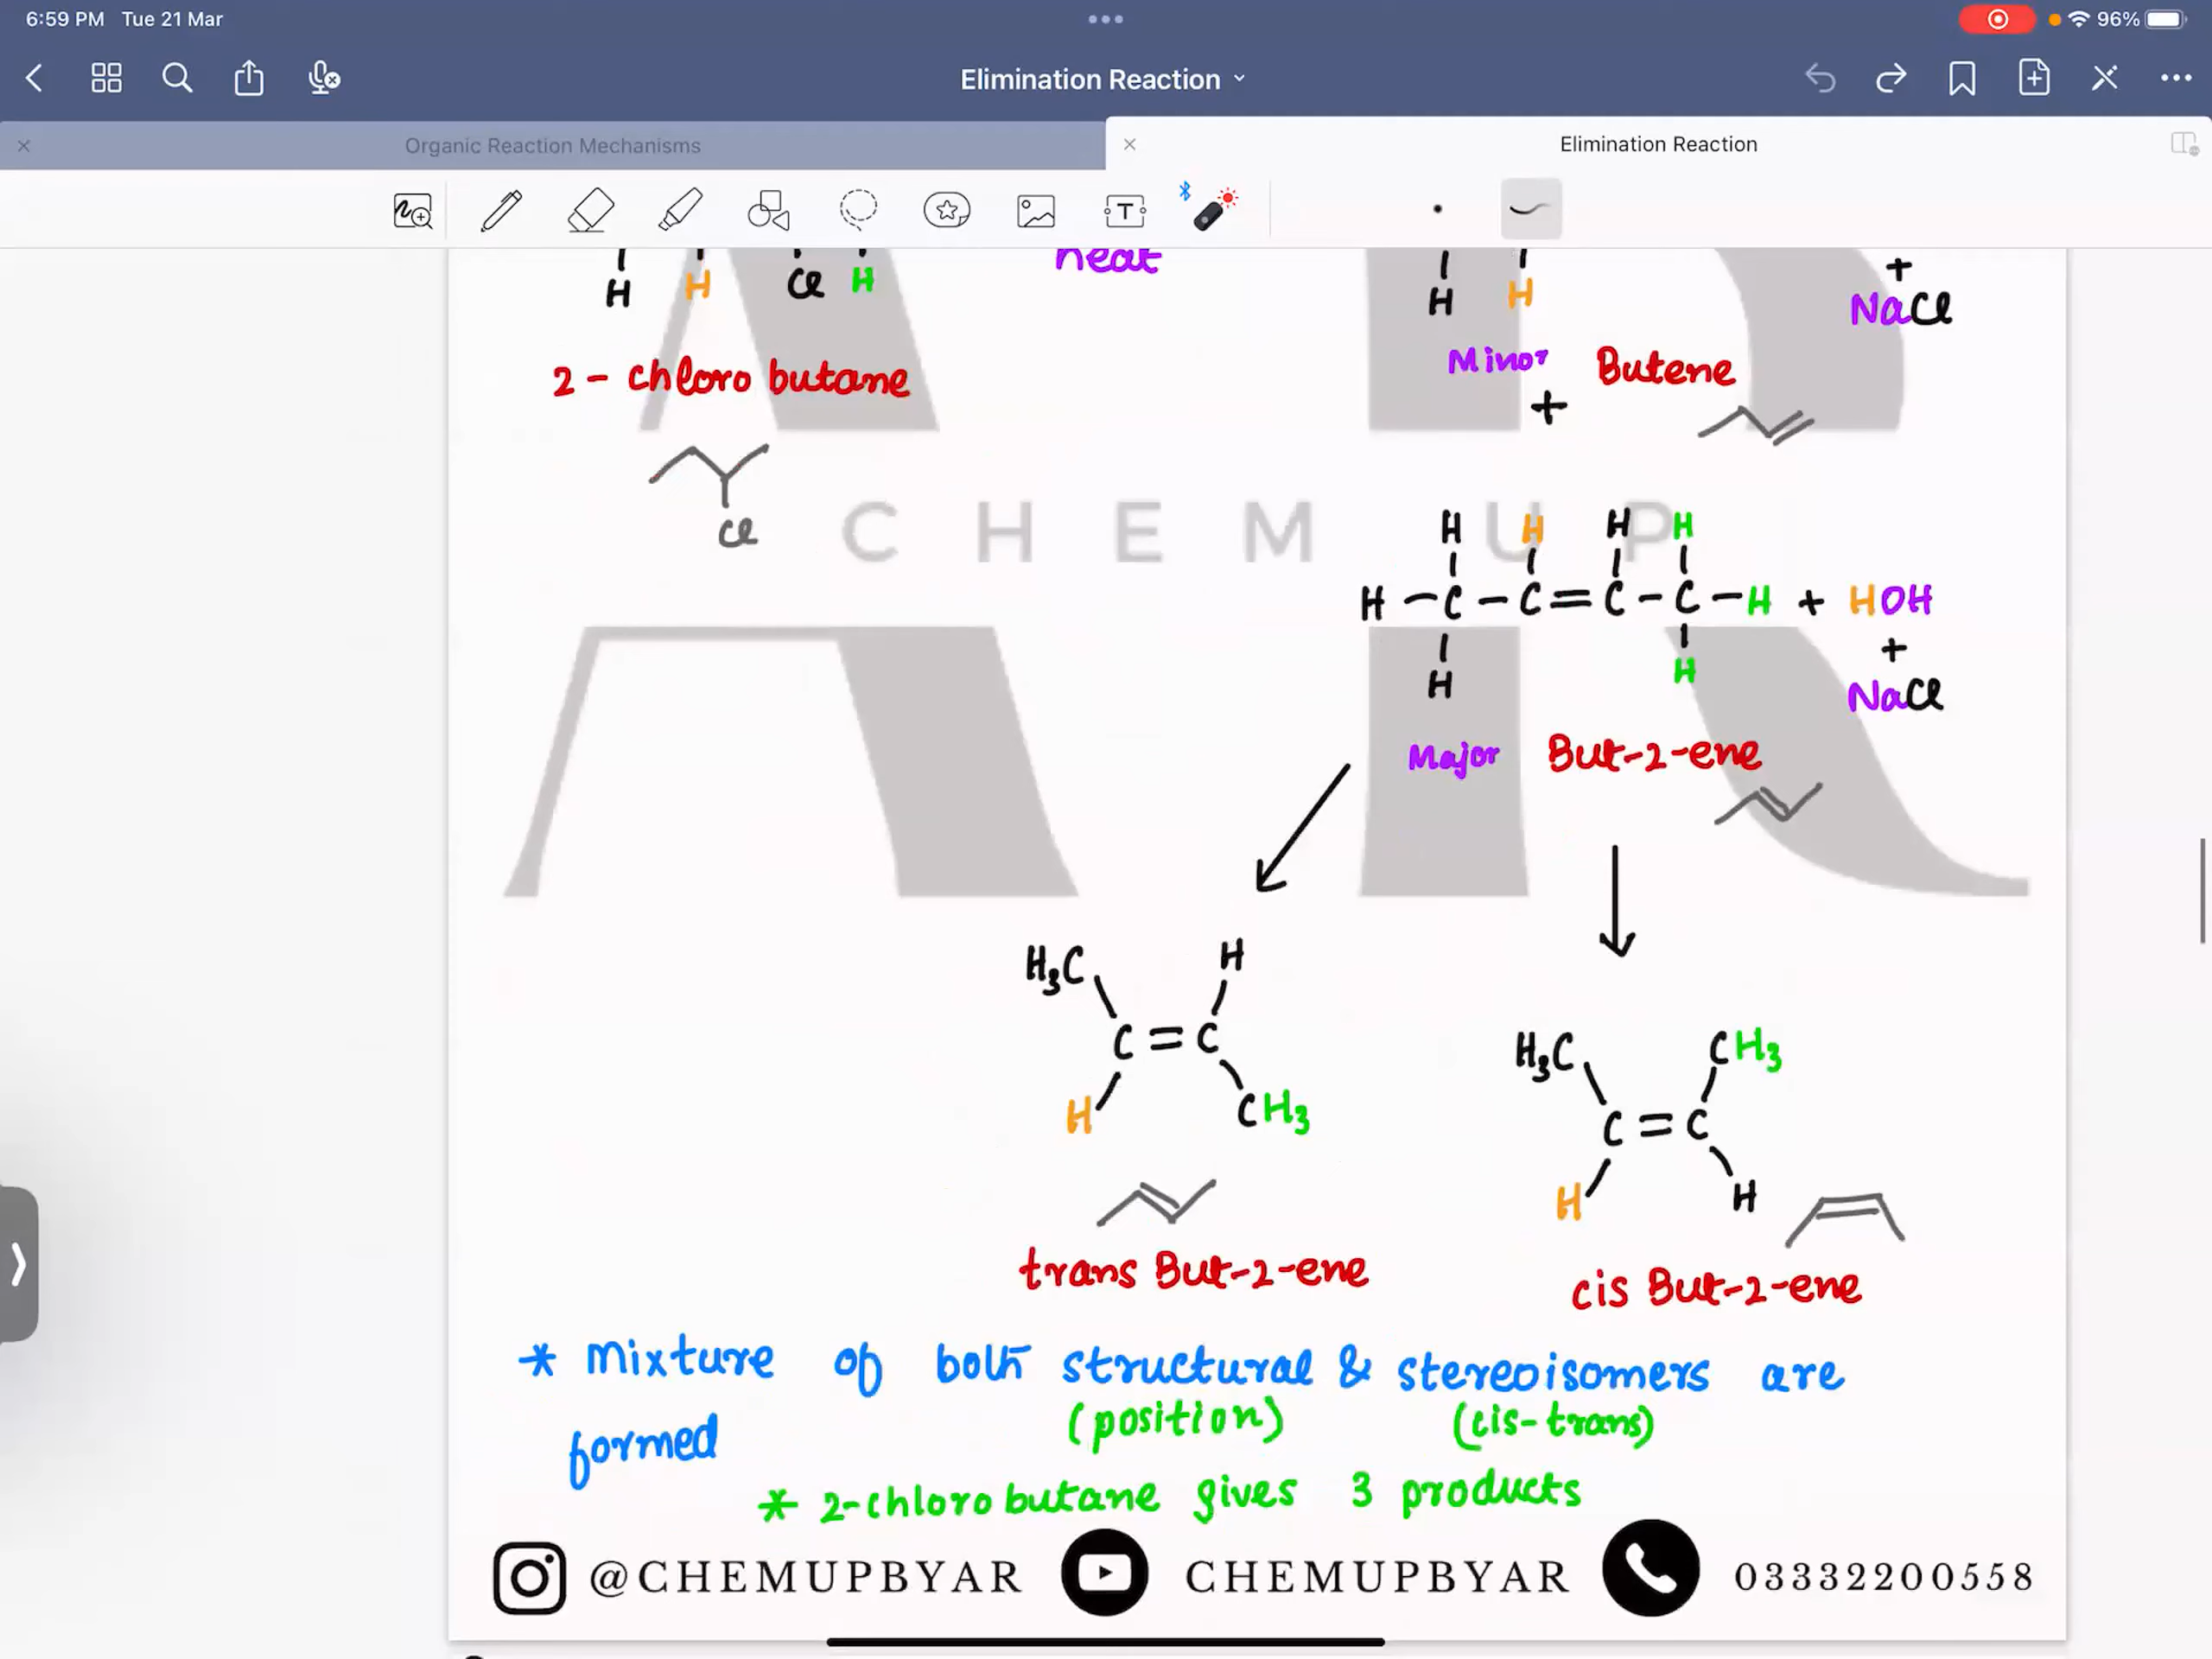 6:59 PM Tue 21 Mar
96%
Elimination Reaction
Organic Reaction Mechanisms
Elimination Reaction
H H Cl H
heat
H H
+
NaCl
2 - chloro butane
Minor Butene
+
Cl
CHEM UP
H H H H
H - C - C = C - C - H + HOH
H H
+
NaCl
Major But-2-ene
H3C H
C = C
H CH3
H3C CH3
C = C
H H
trans But-2-ene
cis But-2-ene
* Mixture of both structural & stereoisomers are
(position) (cis-trans)
formed
* 2-chloro butane gives 3 products
@CHEMUPBYAR CHEMUPBYAR 03332200558